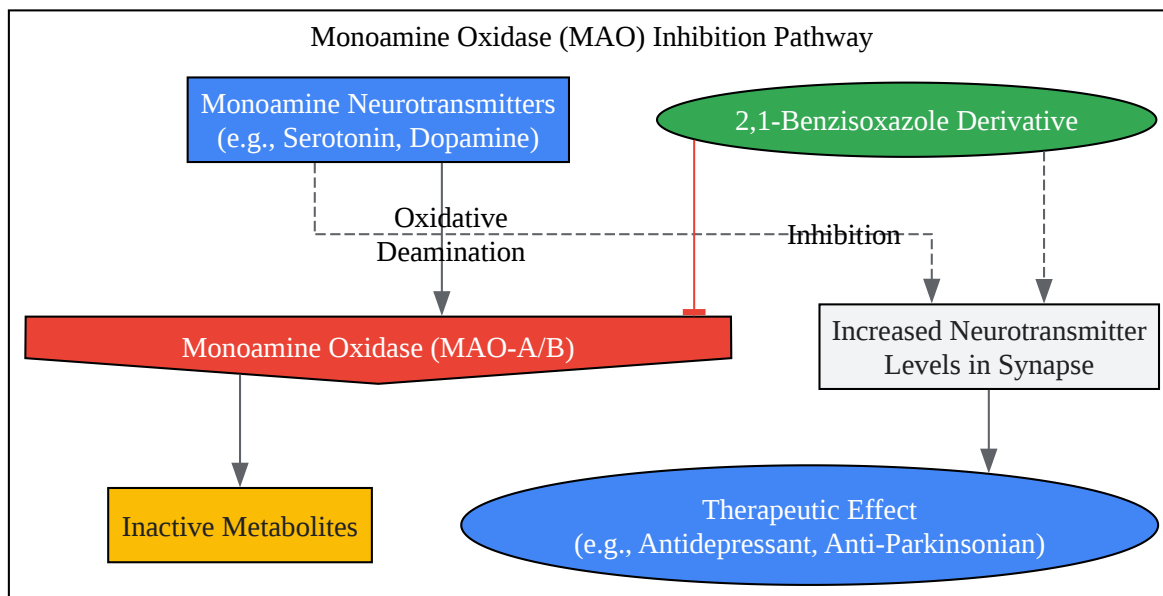 Monoamine Oxidase (MAO) Inhibition Pathway
Monoamine Neurotransmitters
(e.g., Serotonin, Dopamine)
2,1-Benzisoxazole Derivative
Oxidative
Deamination
Inhibition
Monoamine Oxidase (MAO-A/B)
Increased Neurotransmitter
Levels in Synapse
Inactive Metabolites
Therapeutic Effect
(e.g., Antidepressant, Anti-Parkinsonian)